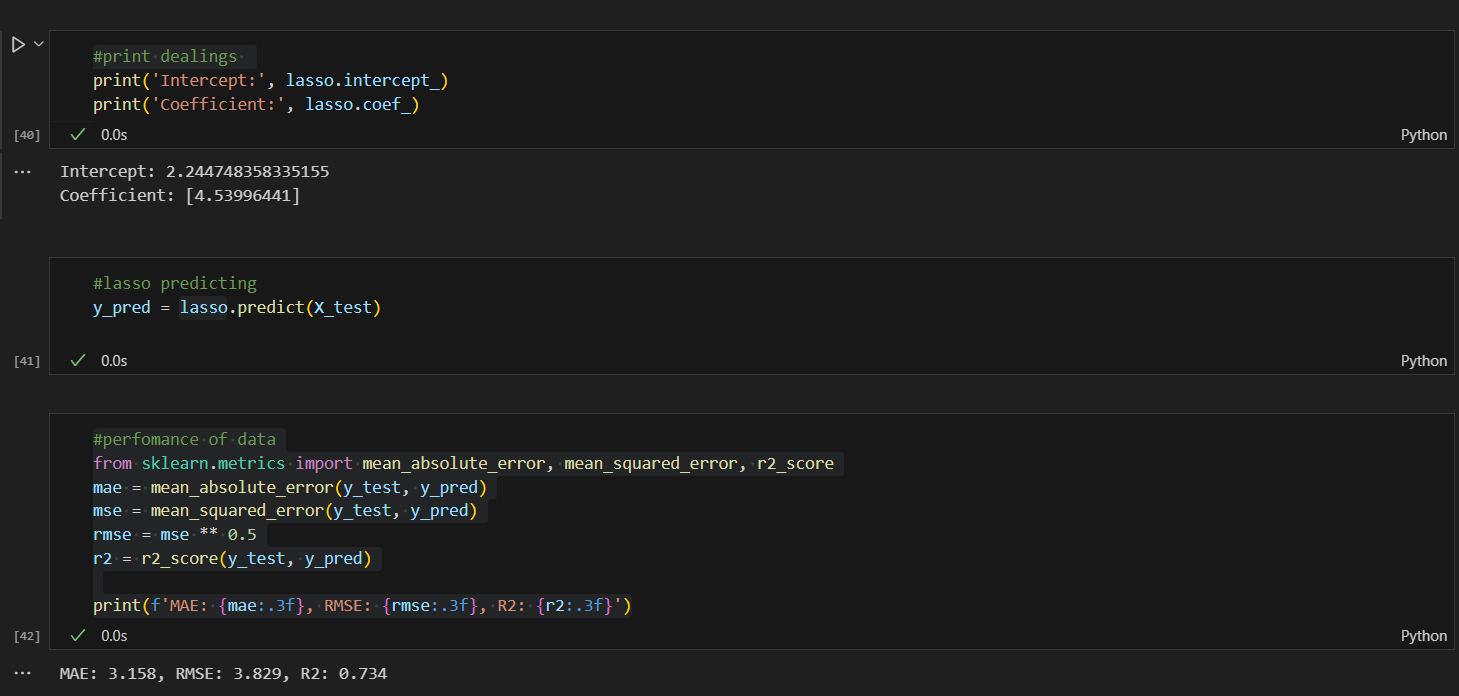 #print dealings
print('Intercept:', lasso.intercept_)
print('Coefficient:', lasso.coef_)
[40]
0.0s
Python
...
Intercept: 2.244748358335155
Coefficient: [4.53996441]
#lasso predicting
y_pred = lasso.predict(X_test)
[41]
0.0s
Python
#perfomance of data
from sklearn.metrics import mean_absolute_error, mean_squared_error, r2_score
mae = mean_absolute_error(y_test, y_pred)
mse = mean_squared_error(y_test, y_pred)
rmse = mse ** 0.5
r2 = r2_score(y_test, y_pred)
print(f'MAE: {mae:.3f}, RMSE: {rmse:.3f}, R2: {r2:.3f}')
[42]
0.0s
Python
...
MAE: 3.158, RMSE: 3.829, R2: 0.734